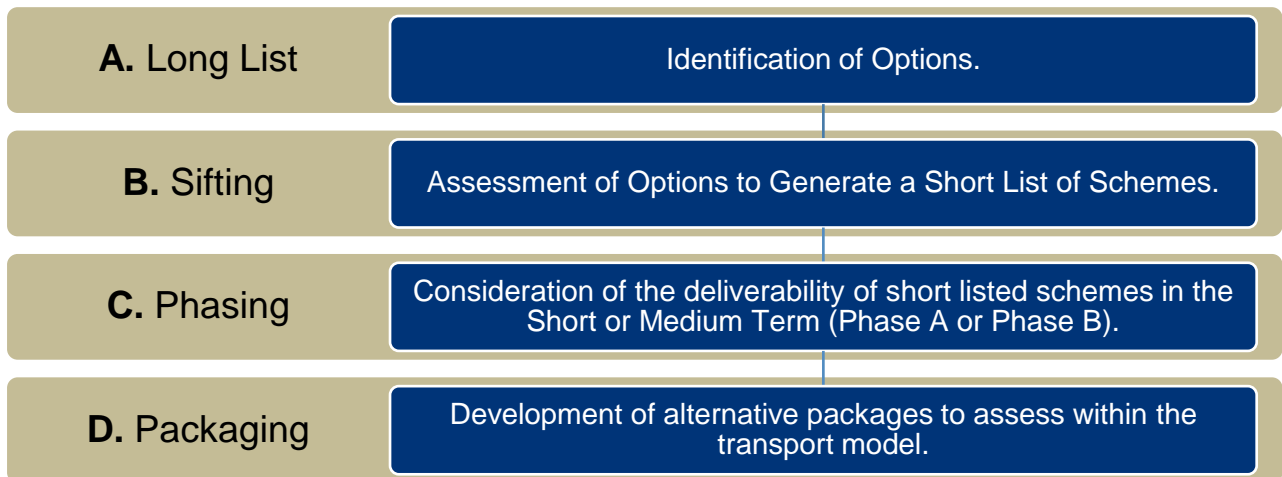 A. Long List
Identification of Options.
B. Sifting
Assessment of Options to Generate a Short List of Schemes.
C. Phasing
Consideration of the deliverability of short listed schemes in the
Short or Medium Term (Phase A or Phase B).
D. Packaging
Development of alternative packages to assess within the
transport model.